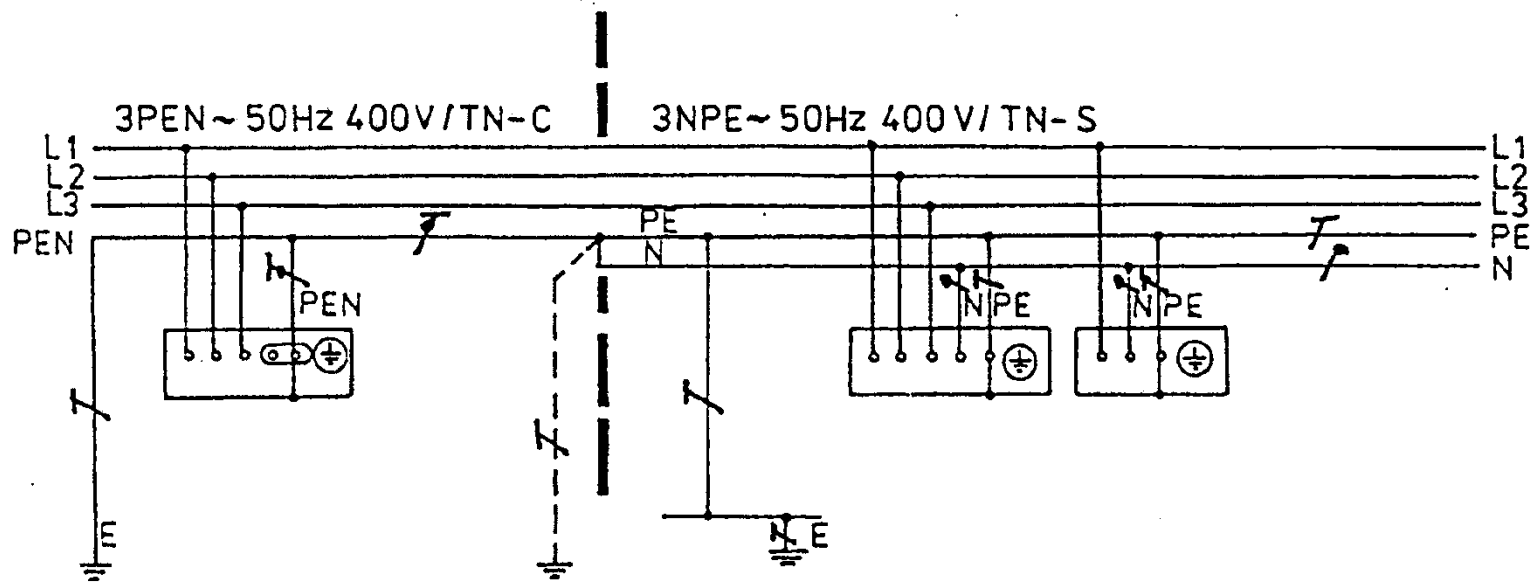 3PEN~ 50Hz 400V/TN-C 3NPE~ 50Hz 400V/TN-S
L1 L1
L2 L2
L3 L3
PEN PE PE
N N
PEN N PE N PE
E E